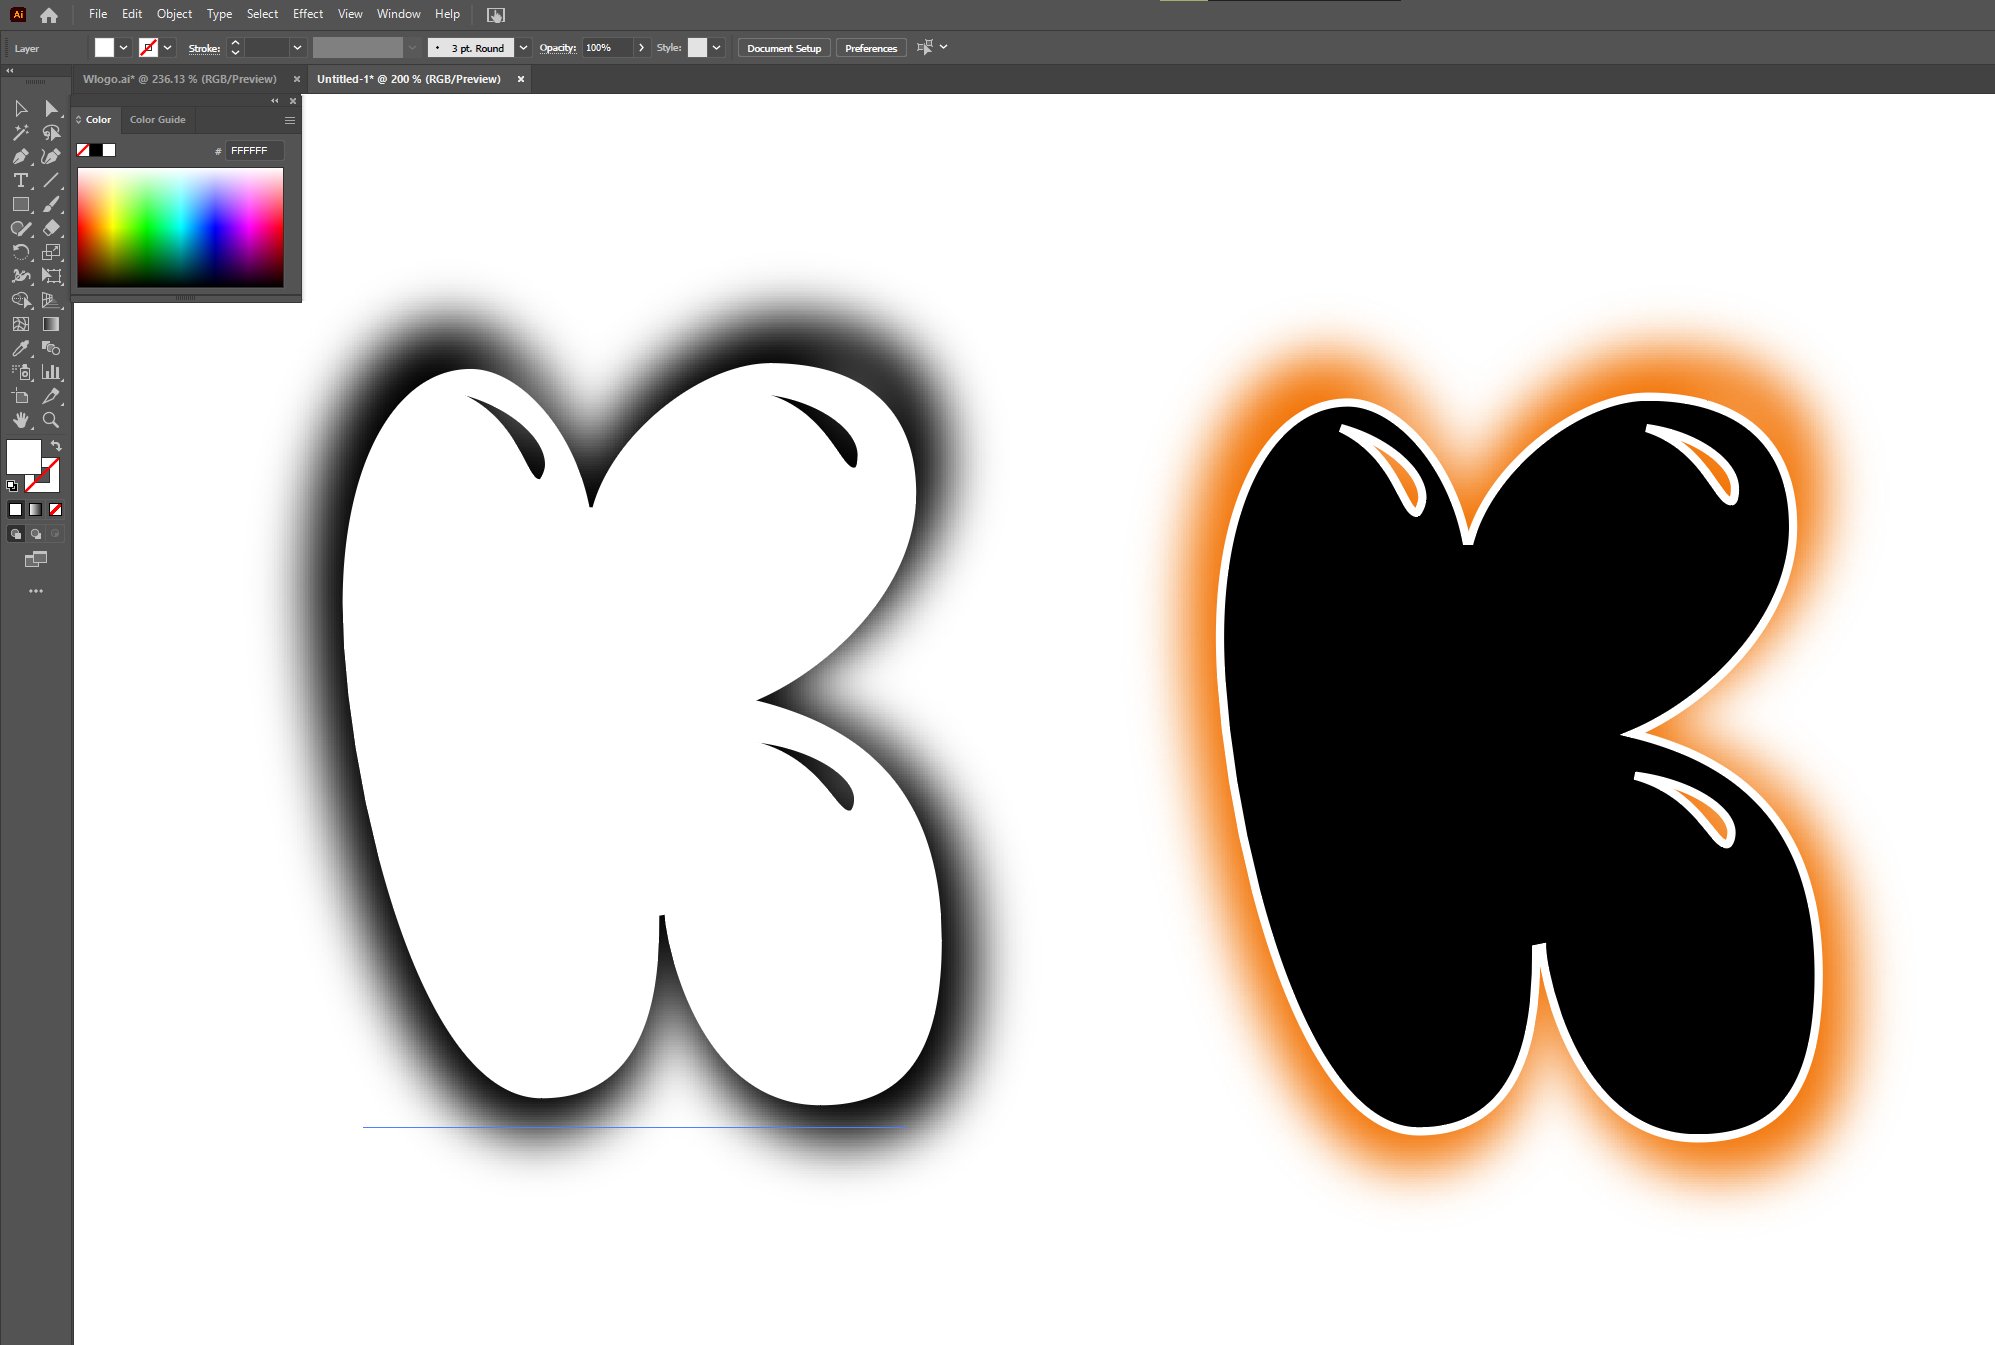 Ai File Edit Object Type Select Effect View Window Help
Layer Stroke: 3 pt. Round Opacity: 100% Style: Document Setup Preferences
Wlogo.ai* @ 236.13 % (RGB/Preview) Untitled-1* @ 200 % (RGB/Preview)
Color Color Guide
# FFFFFF
K K